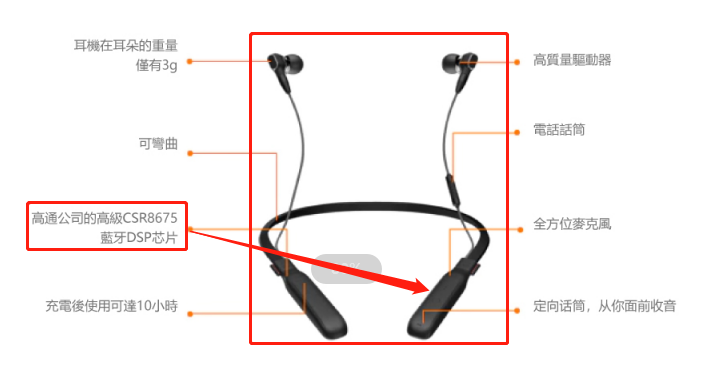 耳機在耳朵的重量
僅有3g
高質量驅動器
電話話筒
可彎曲
高通公司的高級CSR8675
藍牙DSP芯片
全方位麥克風
充電後使用可達10小時
定向话筒，从你面前收音